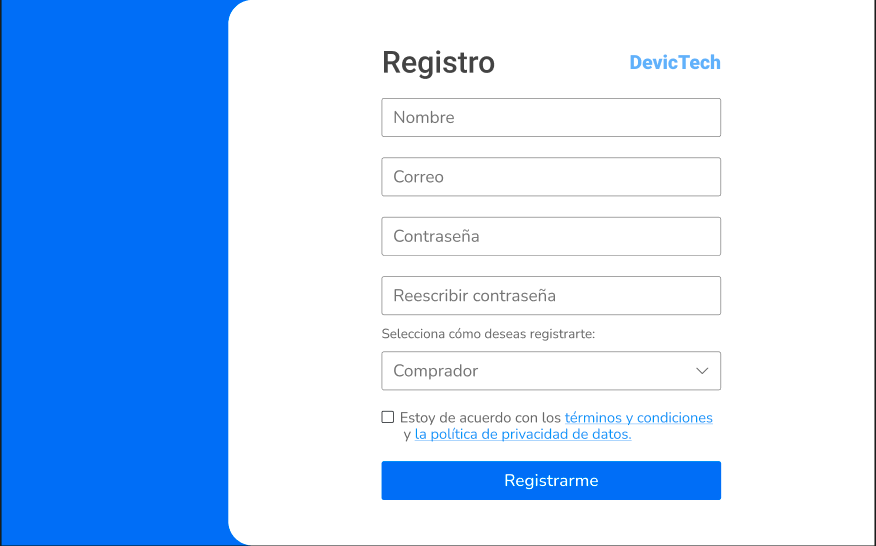 Registro
DevicTech
Nombre
Correo
Contraseña
Reescribir contraseña
Selecciona cómo deseas registrarte:
Comprador
Estoy de acuerdo con los términos y condiciones
y la política de privacidad de datos.
Registrarme